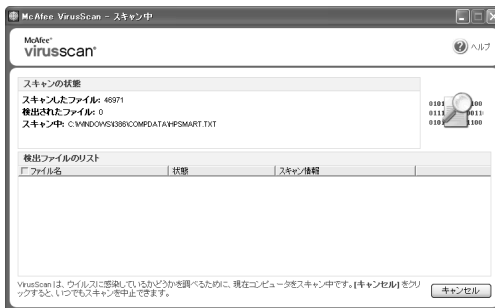 McAfee VirusScan - スキャン中
McAfee®
virusscan®
ヘルプ
スキャンの状態
スキャンしたファイル: 46971
検出されたファイル: 0
スキャン中: C:\WINDOWS\I386\COMPDATA\HPSMART.TXT
検出ファイルのリスト
ファイル名 状態 スキャン情報
VirusScan は、ウイルスに感染しているかどうかを調べるために、現在コンピュータをスキャン中です。[キャンセル] をクリ
ックすると、いつでもスキャンを中止できます。
キャンセル